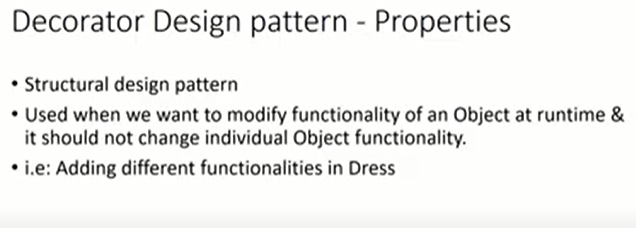 Decorator Design pattern - Properties
• Structural design pattern
• Used when we want to modify functionality of an Object at runtime &
it should not change individual Object functionality.
• i.e: Adding different functionalities in Dress